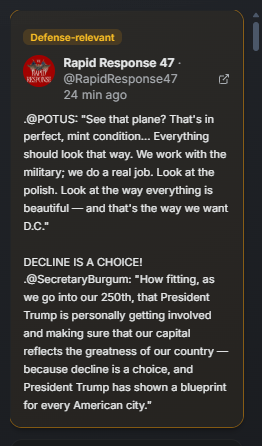 Defense-relevant
Rapid Response 47 ·
@RapidResponse47
24 min ago
RAPID
RESPONSE
.@POTUS: "See that plane? That's in
perfect, mint condition... Everything
should look that way. We work with the
military; we do a real job. Look at the
polish. Look at the way everything is
beautiful — and that's the way we want
D.C."
DECLINE IS A CHOICE!
.@SecretaryBurgum: "How fitting, as
we go into our 250th, that President
Trump is personally getting involved
and making sure that our capital
reflects the greatness of our country —
because decline is a choice, and
President Trump has shown a blueprint
for every American city."